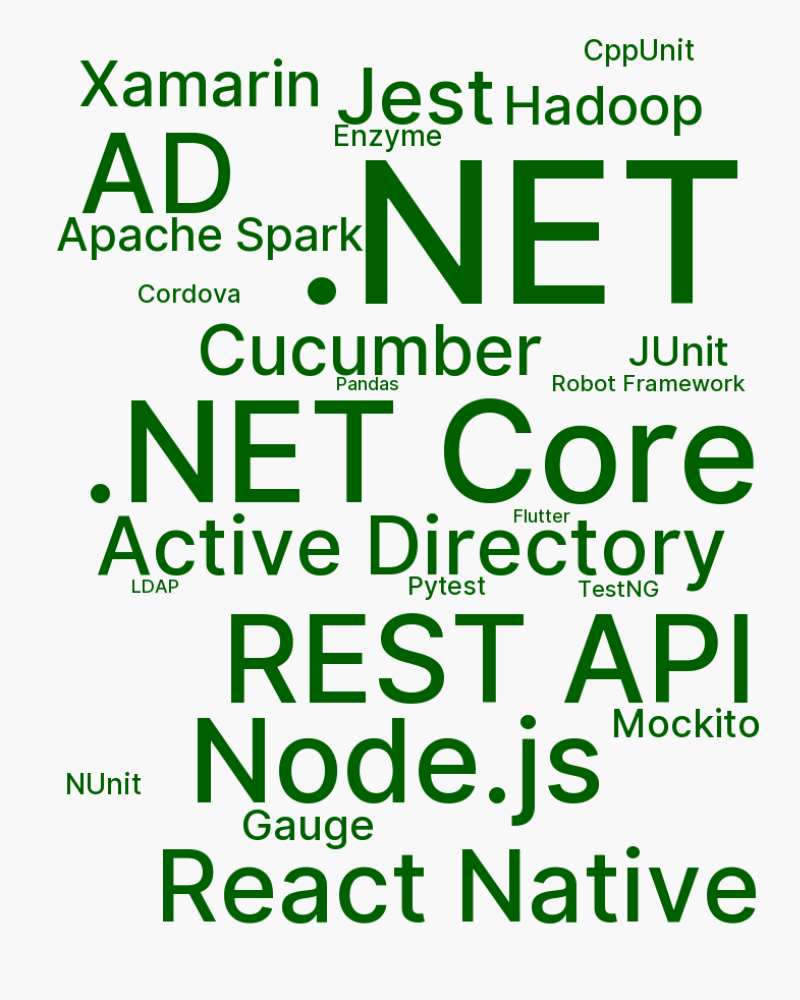 CppUnit
Xamarin
Jest
Hadoop
Enzyme
AD
.NET
Apache Spark
Cordova
Cucumber
JUnit
Pandas
Robot Framework
.NET Core
Flutter
Active Directory
LDAP
Pytest
TestNG
REST API
Mockito
Node.js
NUnit
Gauge
React Native